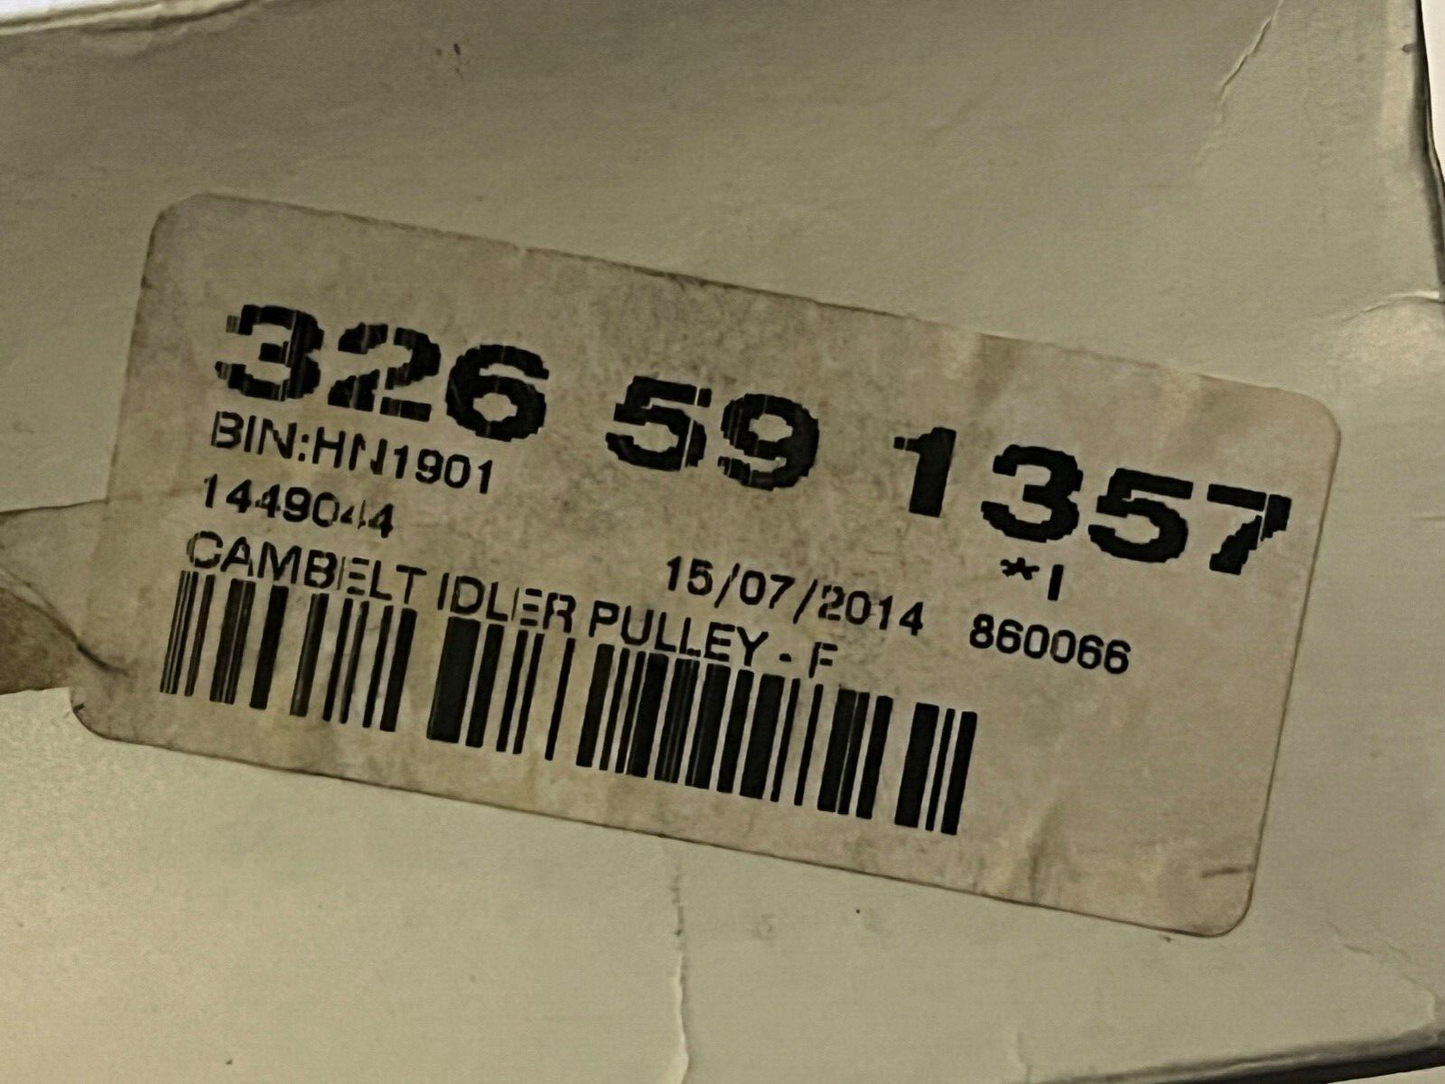 326 59 1357
BIN:HN1901 *I
1449044 15/07/2014 860066
CAMBELT IDLER PULLEY - F